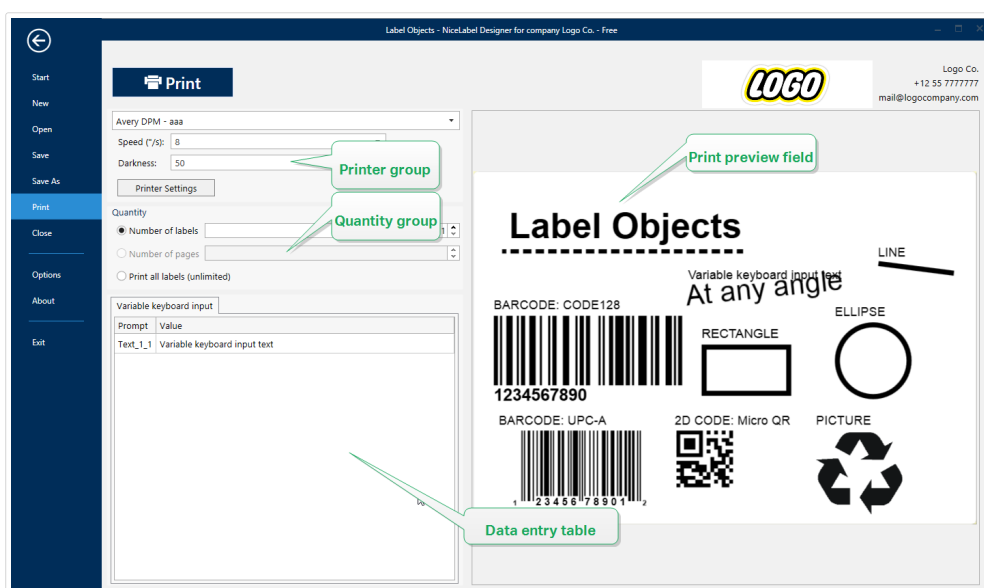 Label Objects - NiceLabel Designer for company Logo Co. - Free
Start
New
Open
Save
Save As
Print
Close
Options
About
Exit
Print
LOGO
Logo Co.
+12 55 7777777
mail@logocompany.com
Avery DPM - aaa
Speed ("/s): 8
Darkness: 50
Printer Settings
Printer group
Quantity
Number of labels 1
Number of pages
Print all labels (unlimited)
Quantity group
Variable keyboard input
Prompt Value
Text_1_1 Variable keyboard input text
Data entry table
Print preview field
Label Objects
LINE
Variable keyboard input text
At any angle
BARCODE: CODE128
1234567890
RECTANGLE
ELLIPSE
BARCODE: UPC-A
1 23456 78901 2
2D CODE: Micro QR
PICTURE